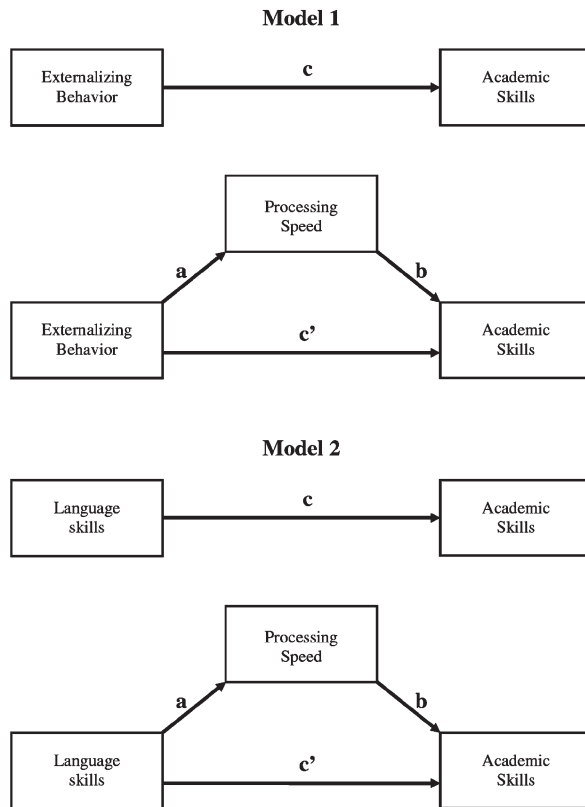 Model 1
c
Externalizing
Behavior
Academic
Skills
Processing
Speed
a
b
Externalizing
Behavior
c’
Academic
Skills
Model 2
c
Language
skills
Academic
Skills
Processing
Speed
a
b
Language
skills
c’
Academic
Skills